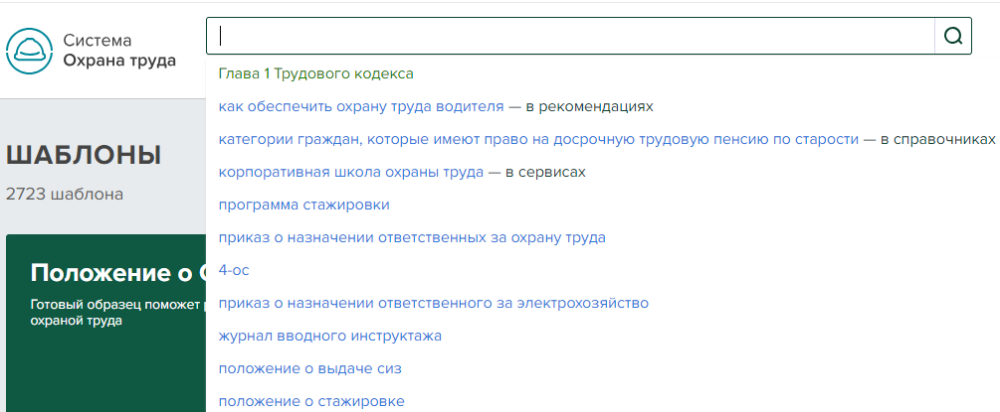 Система
Охрана труда
Глава 1 Трудового кодекса
как обеспечить охрану труда водителя — в рекомендациях
категории граждан, которые имеют право на досрочную трудовую пенсию по старости — в справочниках
корпоративная школа охраны труда — в сервисах
программа стажировки
приказ о назначении ответственных за охрану труда
4-ос
приказ о назначении ответственного за электрохозяйство
журнал вводного инструктажа
положение о выдаче сиз
положение о стажировке
ШАБЛОНЫ
2723 шаблона
Положение о
Готовый образец поможет
охраной труда